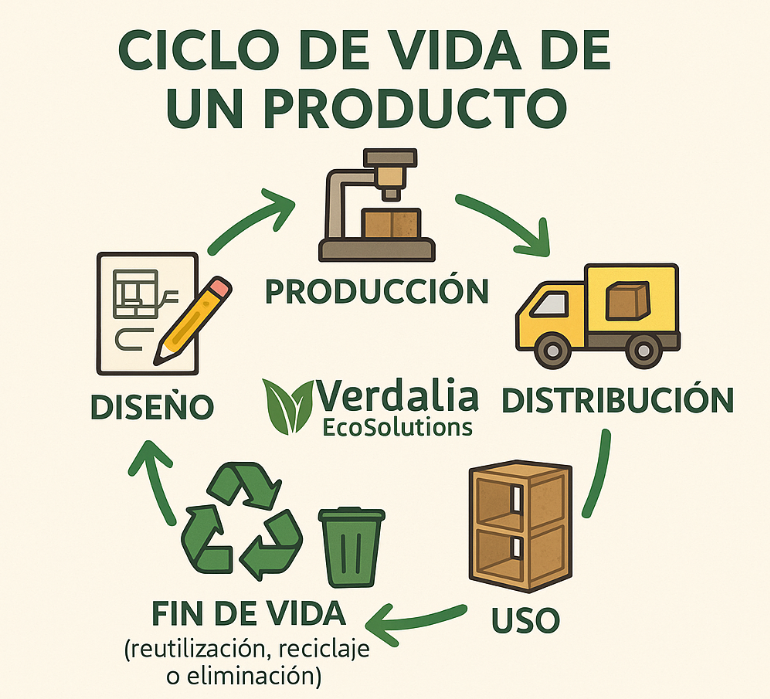 CICLO DE VIDA DE
UN PRODUCTO
PRODUCCIÓN
DISEÑO
Verdalia
EcoSolutions
DISTRIBUCIÓN
FIN DE VIDA
(reutilización, reciclaje
o eliminación)
USO